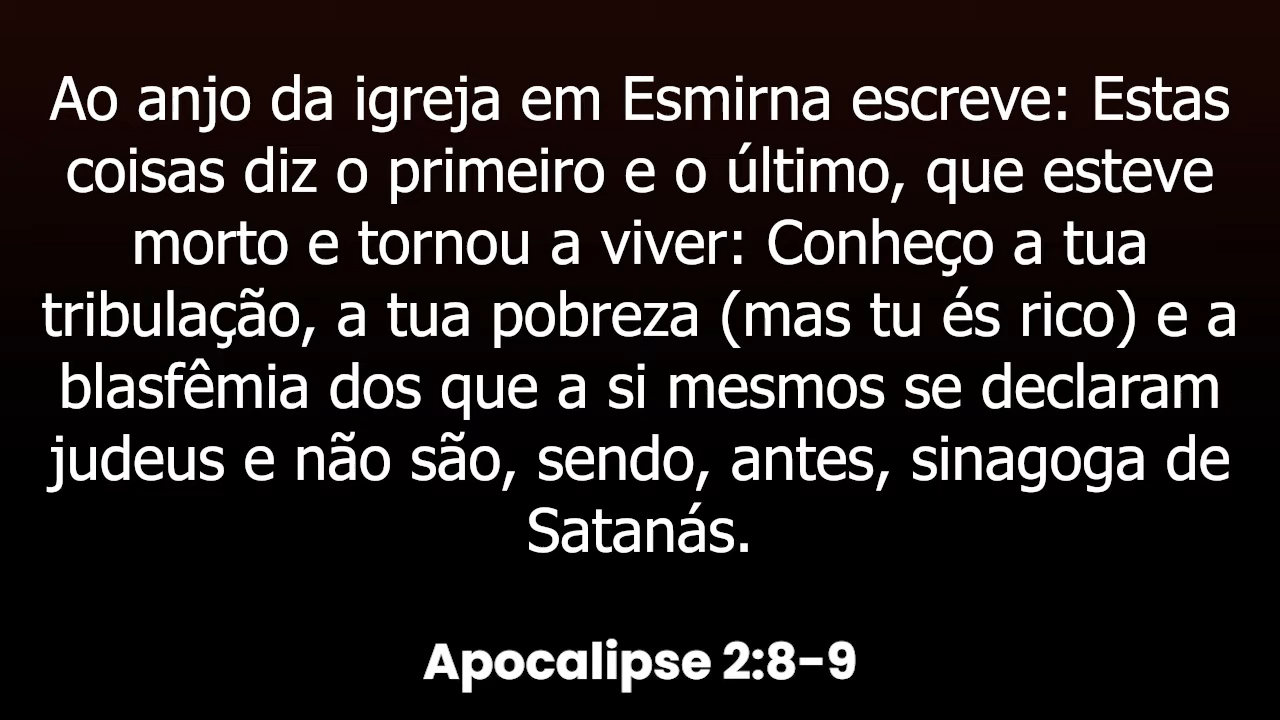 Ao anjo da igreja em Esmirna escreve: Estas
coisas diz o primeiro e o último, que esteve
morto e tornou a viver: Conheço a tua
tribulação, a tua pobreza (mas tu és rico) e a
blasfêmia dos que a si mesmos se declaram
judeus e não são, sendo, antes, sinagoga de
Satanás.
Apocalipse 2:8-9